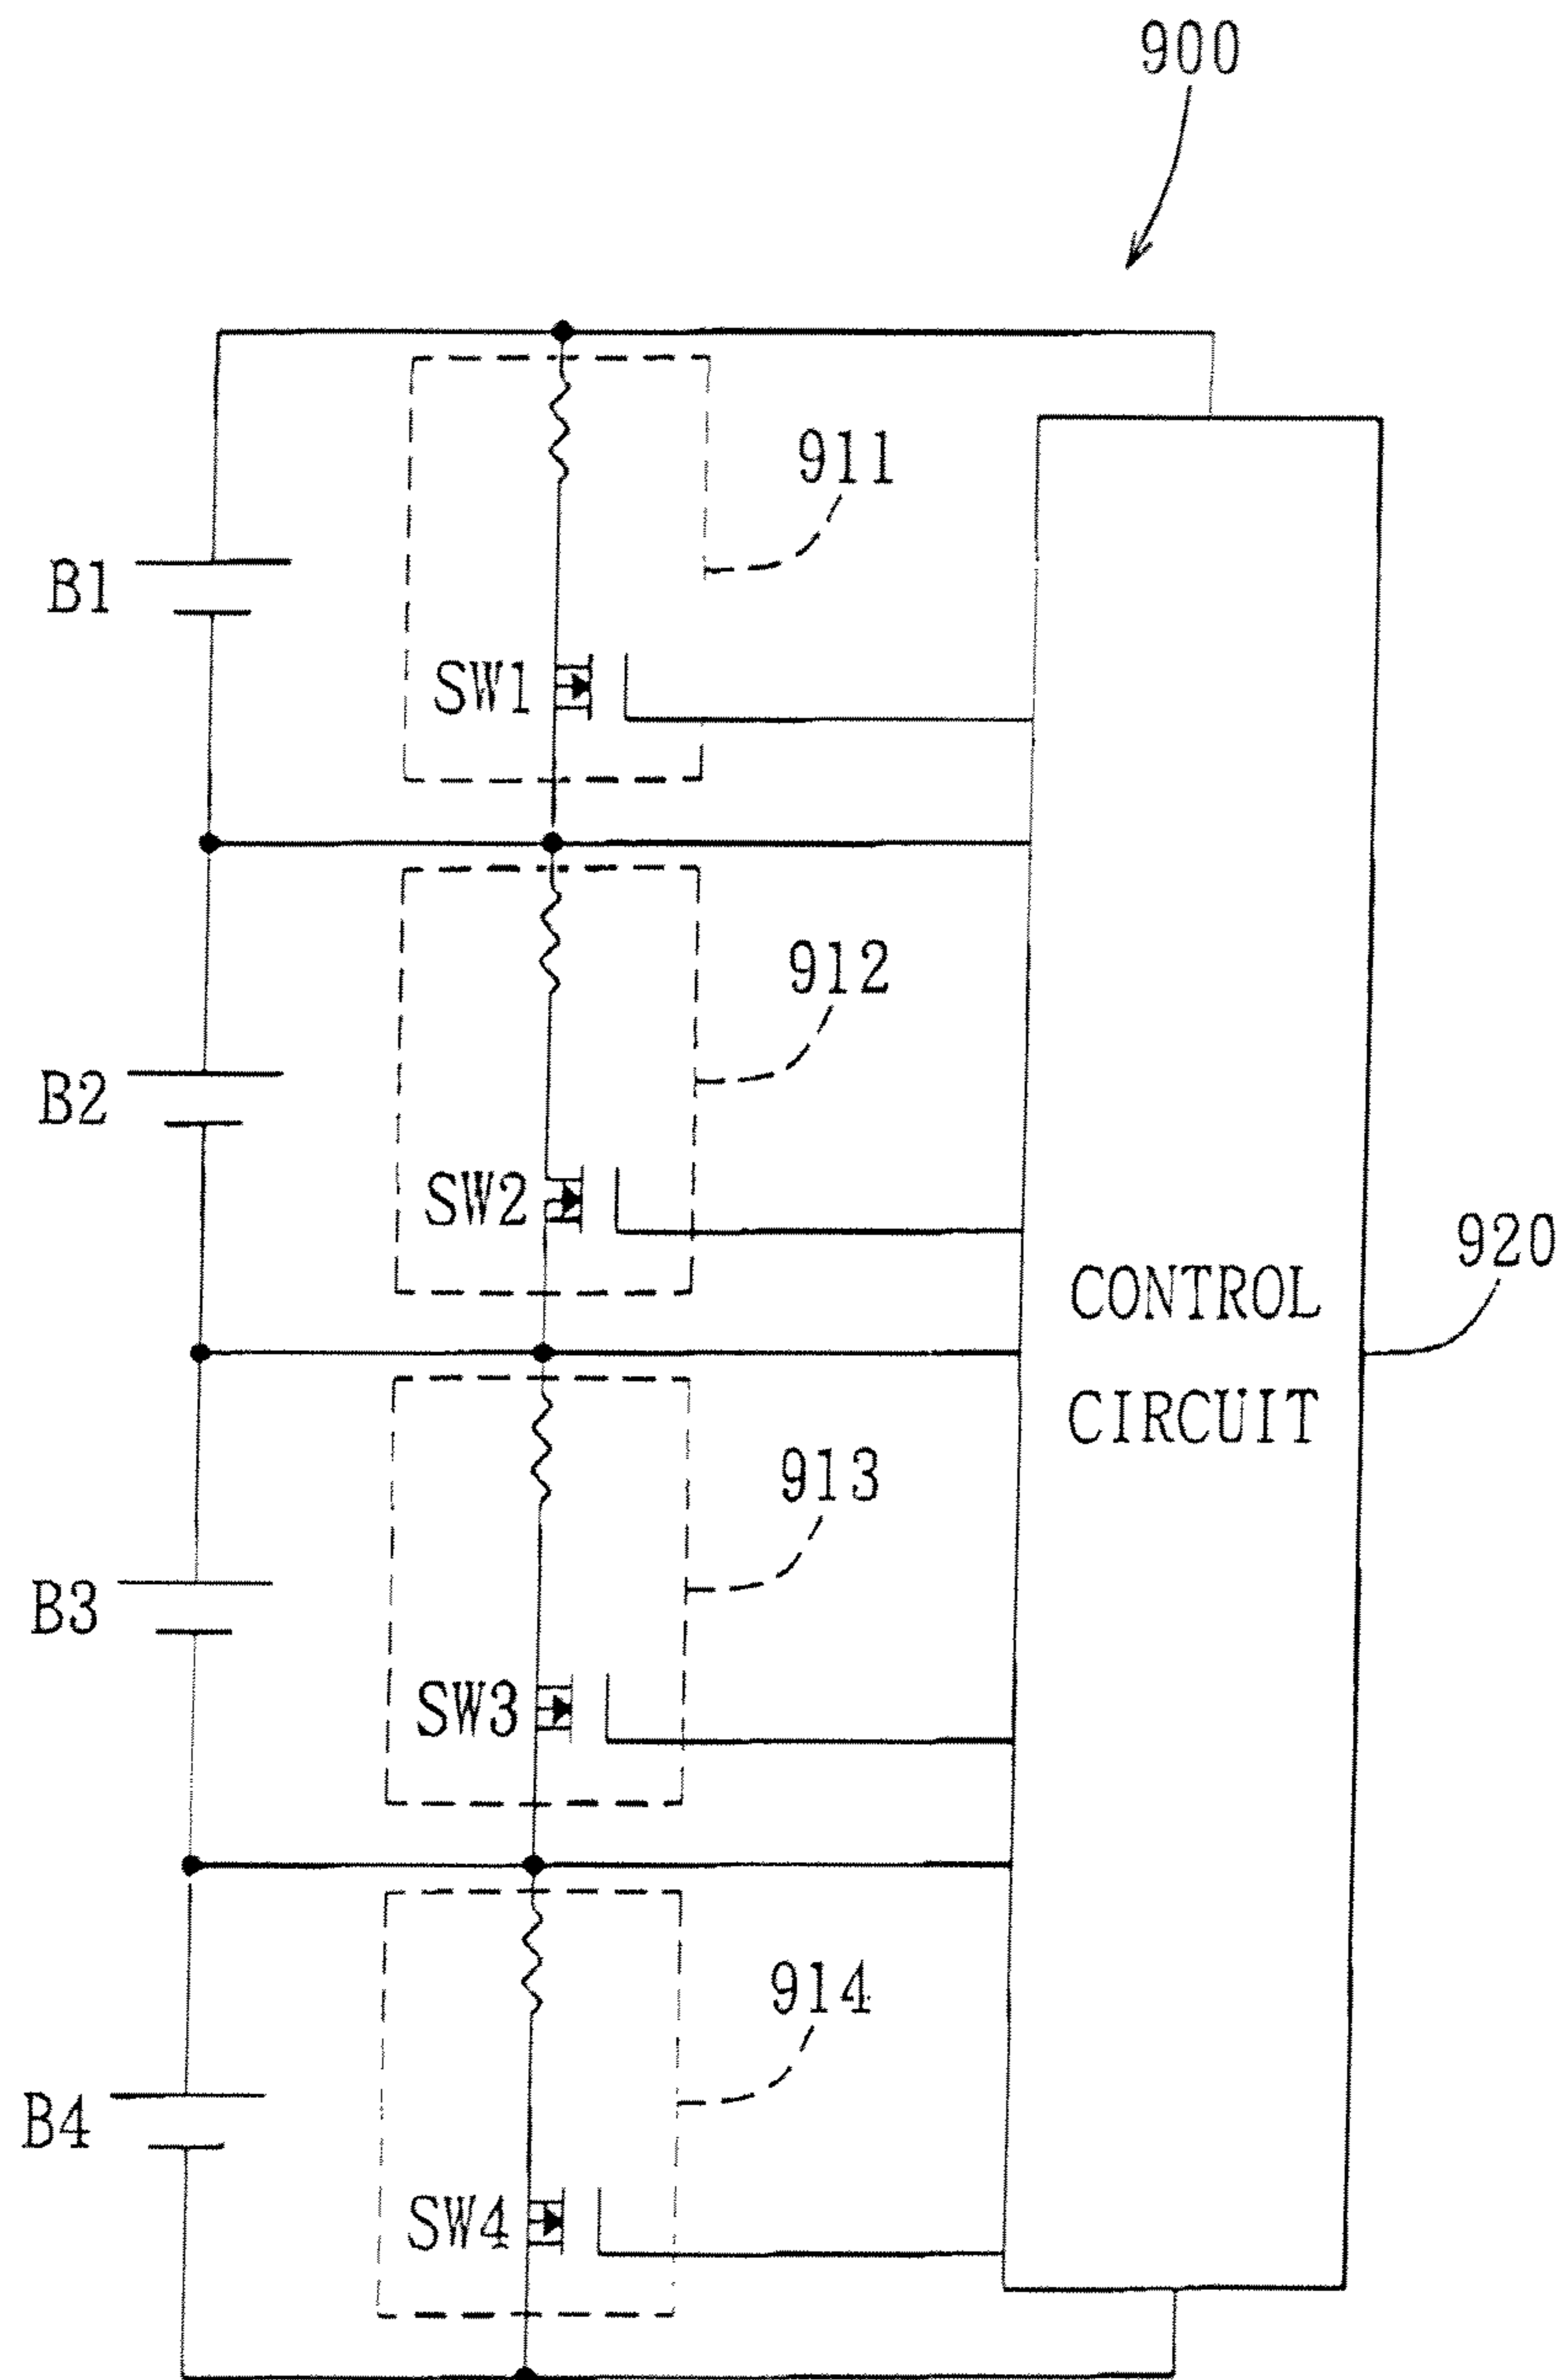 900
911
B1
SW1
912
B2
SW2
920
CONTROL
CIRCUIT
913
B3
SW3
914
B4
SW4